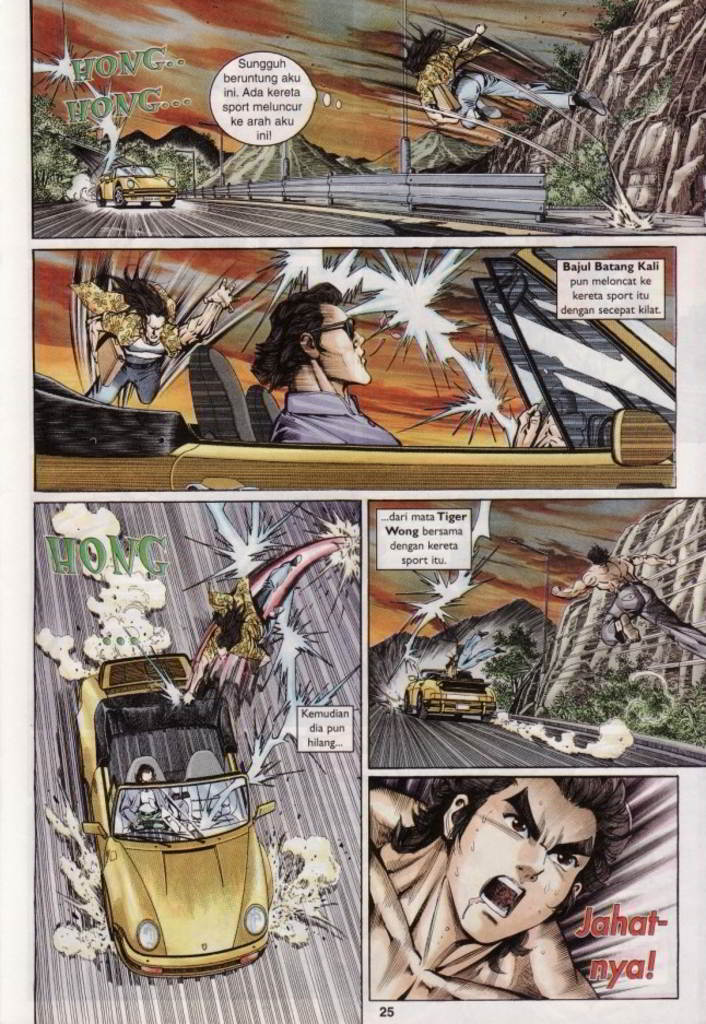 HONG..
HONG...
Sungguh
beruntung aku
ini. Ada kereta
sport meluncur
ke arah aku
ini!
Bajul Batang Kali
pun meloncat ke
kereta sport itu
dengan secepat kilat.
HONG
...
Kemudian
dia pun
hilang...
...dari mata Tiger
Wong bersama
dengan kereta
sport itu.
Jahat-
nya!
25